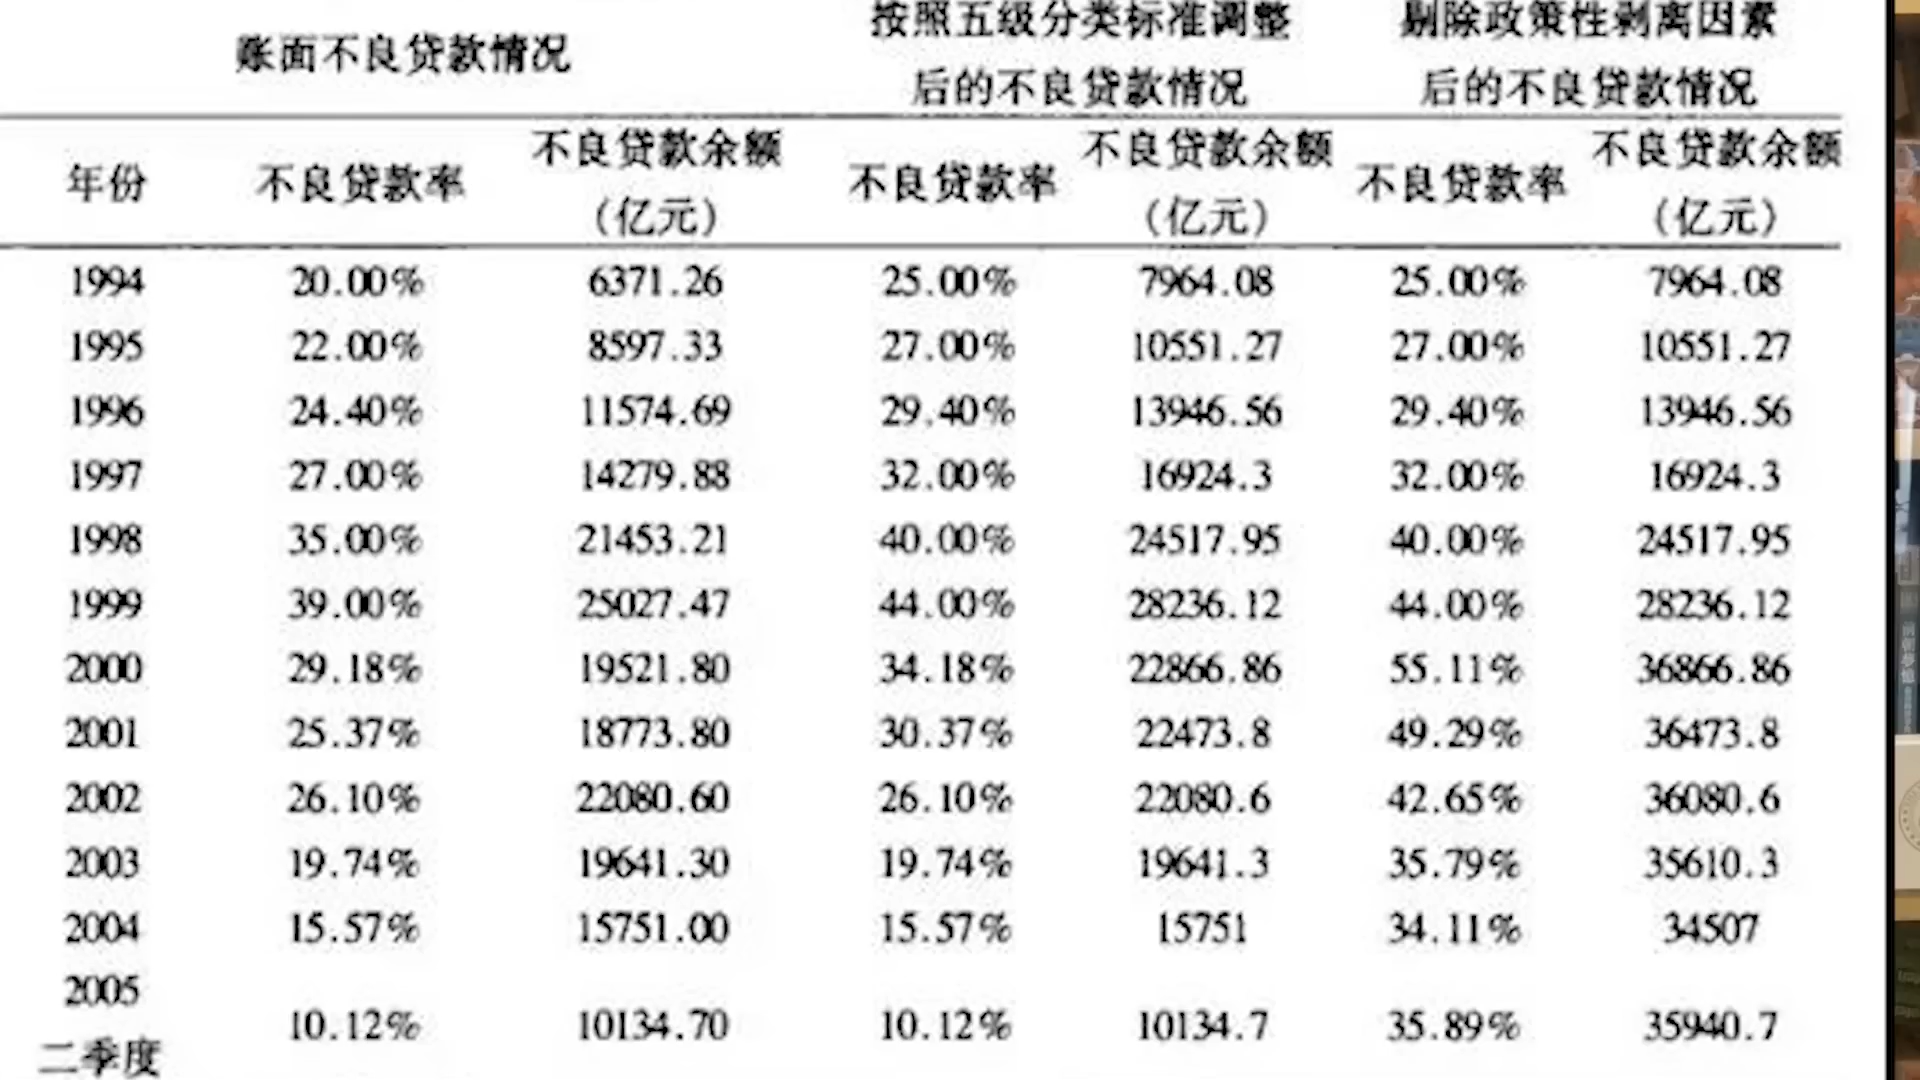 账面不良贷款情况 按照五级分类标准调整后的不良贷款情况 剔除政策性剥离因素后的不良贷款情况
年份 不良贷款率 不良贷款余额(亿元) 不良贷款率 不良贷款余额(亿元) 不良贷款率 不良贷款余额(亿元)
1994 20.00% 6371.26 25.00% 7964.08 25.00% 7964.08
1995 22.00% 8597.33 27.00% 10551.27 27.00% 10551.27
1996 24.40% 11574.69 29.40% 13946.56 29.40% 13946.56
1997 27.00% 14279.88 32.00% 16924.3 32.00% 16924.3
1998 35.00% 21453.21 40.00% 24517.95 40.00% 24517.95
1999 39.00% 25027.47 44.00% 28236.12 44.00% 28236.12
2000 29.18% 19521.80 34.18% 22866.86 55.11% 36866.86
2001 25.37% 18773.80 30.37% 22473.8 49.29% 36473.8
2002 26.10% 22080.60 26.10% 22080.6 42.65% 36080.6
2003 19.74% 19641.30 19.74% 19641.3 35.79% 35610.3
2004 15.57% 15751.00 15.57% 15751 34.11% 34507
2005二季度 10.12% 10134.70 10.12% 10134.7 35.89% 35940.7